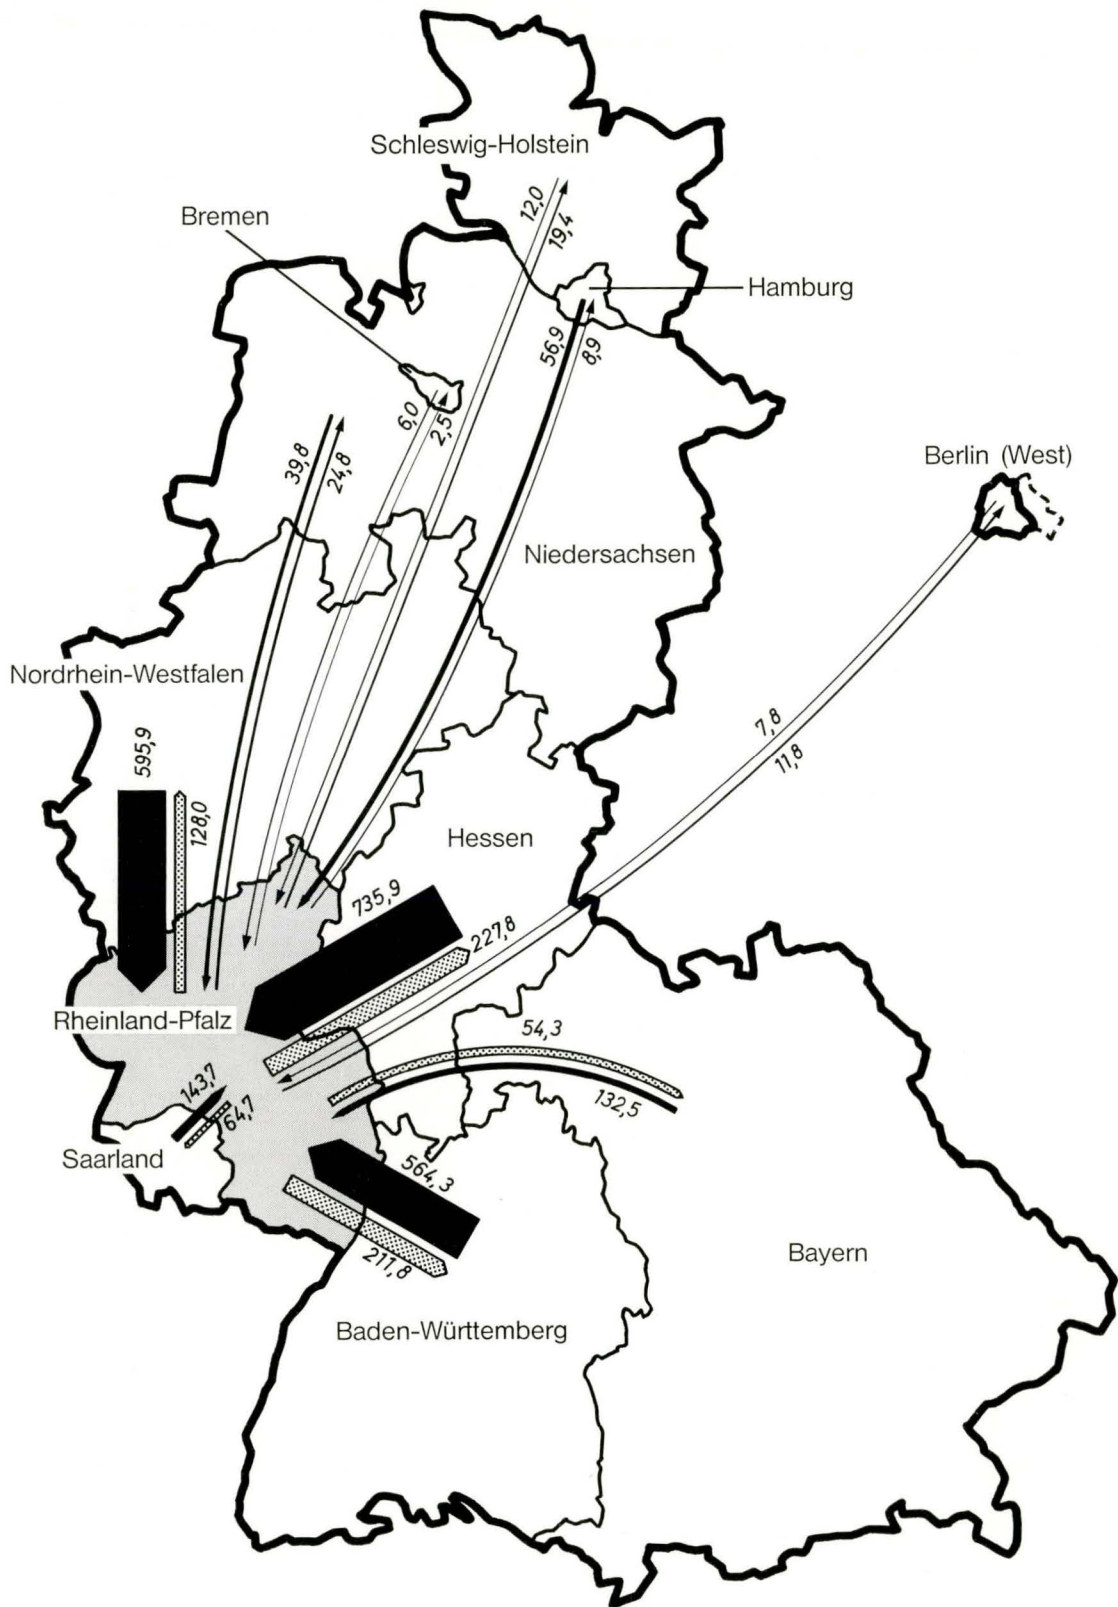 Schleswig-Holstein
12,0
19,4
Bremen
Hamburg
56,9
8,9
6,0
2,5
39,8
24,8
Berlin (West)
Niedersachsen
Nordrhein-Westfalen
7,8
11,8
595,9
128,0
Hessen
735,9
227,8
Rheinland-Pfalz
54,3
132,5
143,7
64,7
Saarland
564,3
211,8
Bayern
Baden-Württemberg